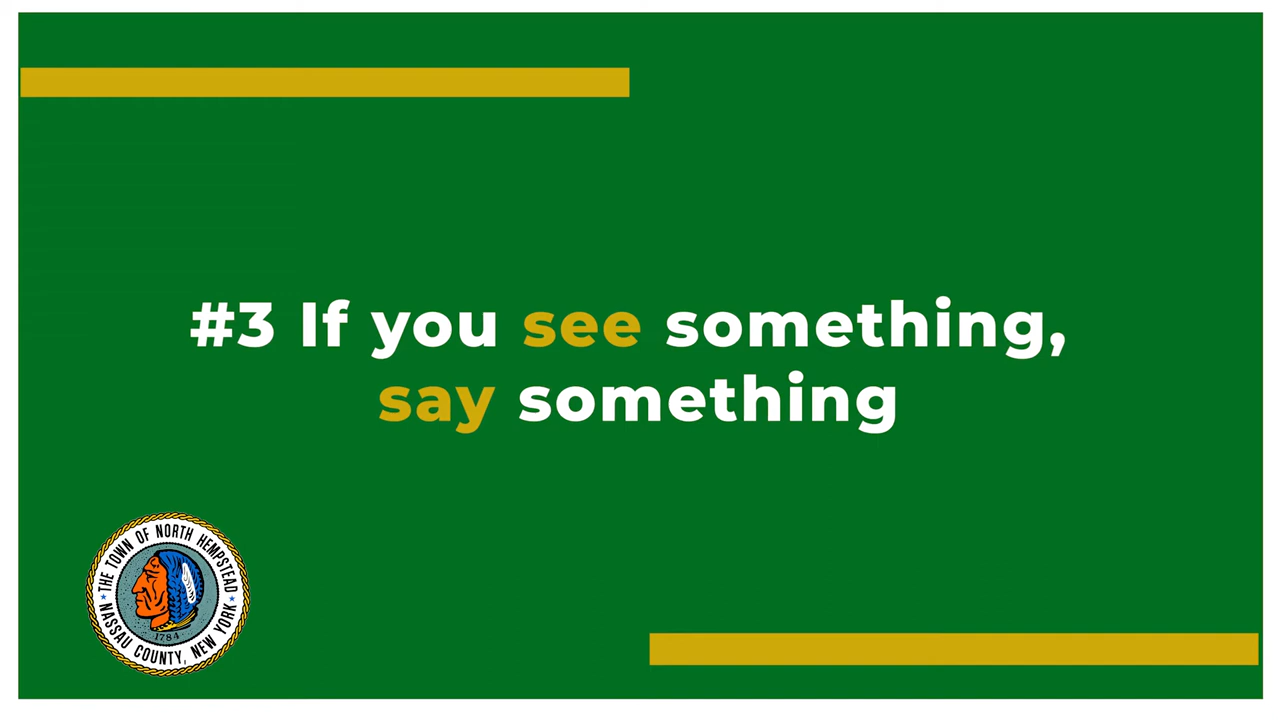 #3 If you see something,
say something
THE TOWN OF NORTH HEMPSTEAD
1784
NASSAU COUNTY, NEW YORK